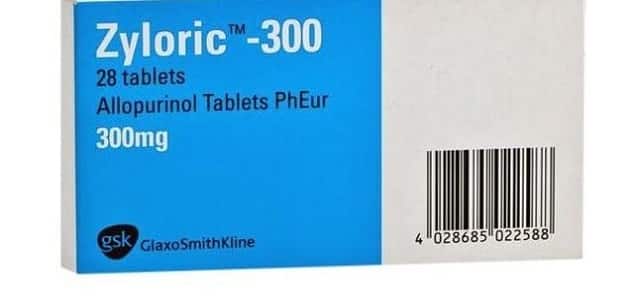 Zyloric™-300
28 tablets
Allopurinol Tablets PhEur
300mg
gsk GlaxoSmithKline
4 028685 022588